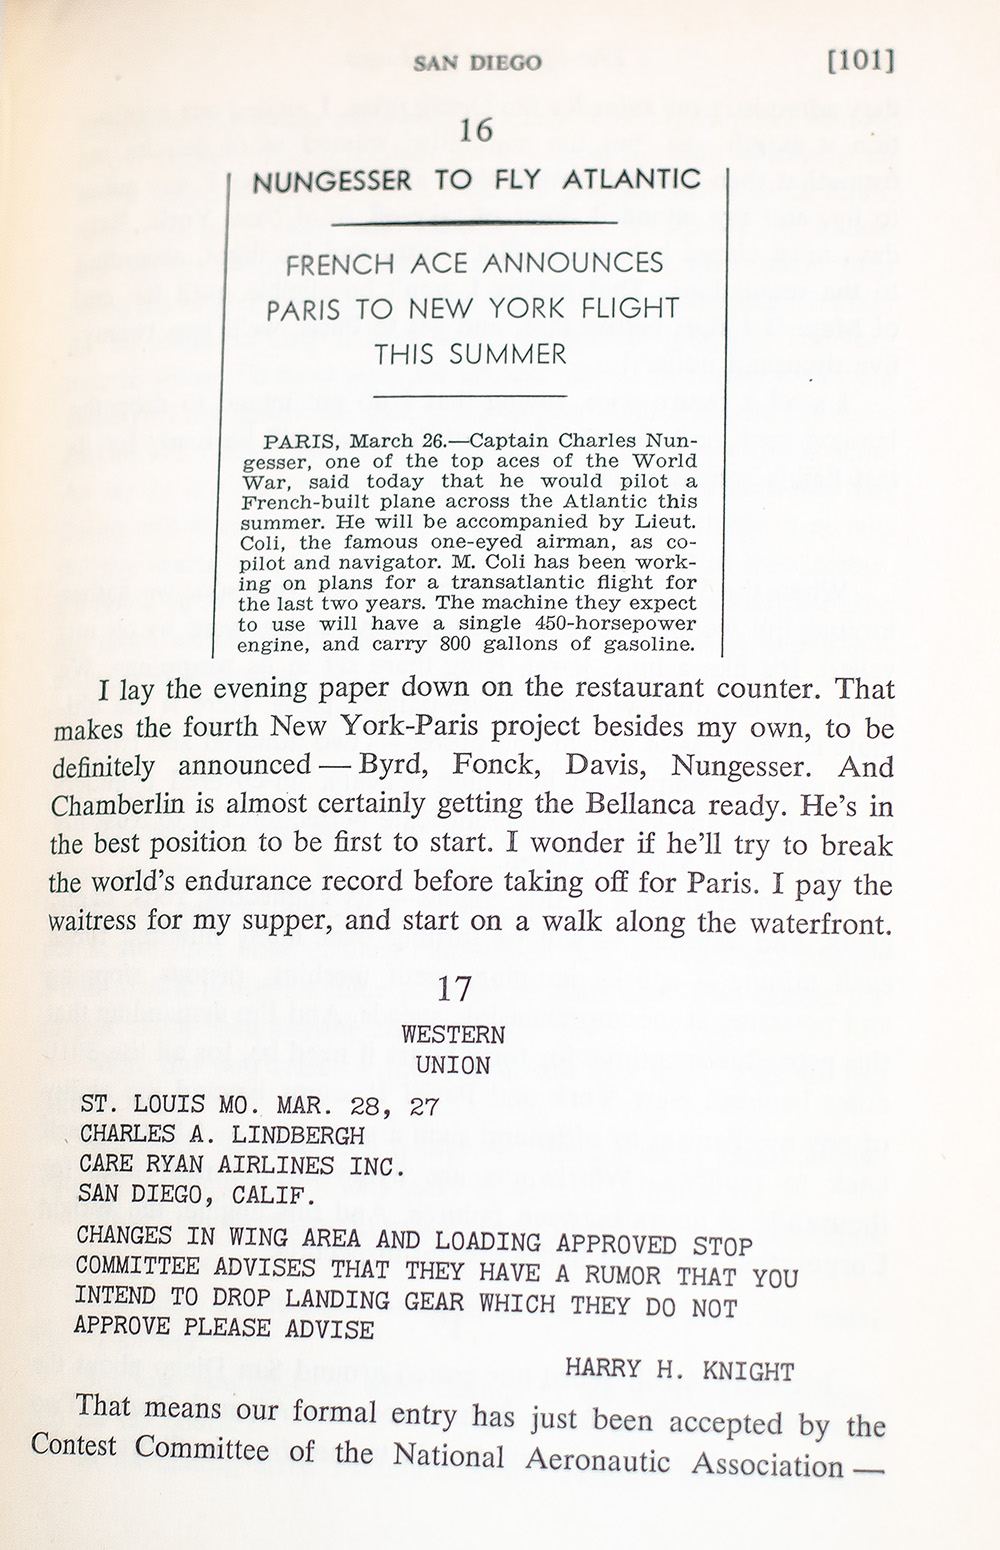 SAN DIEGO [101]
16
NUNGESSER TO FLY ATLANTIC
FRENCH ACE ANNOUNCES
PARIS TO NEW YORK FLIGHT
THIS SUMMER
PARIS, March 26.—Captain Charles Nun-
gesser, one of the top aces of the World
War, said today that he would pilot a
French-built plane across the Atlantic this
summer. He will be accompanied by Lieut.
Coli, the famous one-eyed airman, as co-
pilot and navigator. M. Coli has been work-
ing on plans for a transatlantic flight for
the last two years. The machine they expect
to use will have a single 450-horsepower
engine, and carry 800 gallons of gasoline.
I lay the evening paper down on the restaurant counter. That
makes the fourth New York-Paris project besides my own, to be
definitely announced — Byrd, Fonck, Davis, Nungesser. And
Chamberlin is almost certainly getting the Bellanca ready. He's in
the best position to be first to start. I wonder if he'll try to break
the world's endurance record before taking off for Paris. I pay the
waitress for my supper, and start on a walk along the waterfront.
17
WESTERN
UNION
ST. LOUIS MO. MAR. 28, 27
CHARLES A. LINDBERGH
CARE RYAN AIRLINES INC.
SAN DIEGO, CALIF.
CHANGES IN WING AREA AND LOADING APPROVED STOP
COMMITTEE ADVISES THAT THEY HAVE A RUMOR THAT YOU
INTEND TO DROP LANDING GEAR WHICH THEY DO NOT
APPROVE PLEASE ADVISE
HARRY H. KNIGHT
That means our formal entry has just been accepted by the
Contest Committee of the National Aeronautic Association —